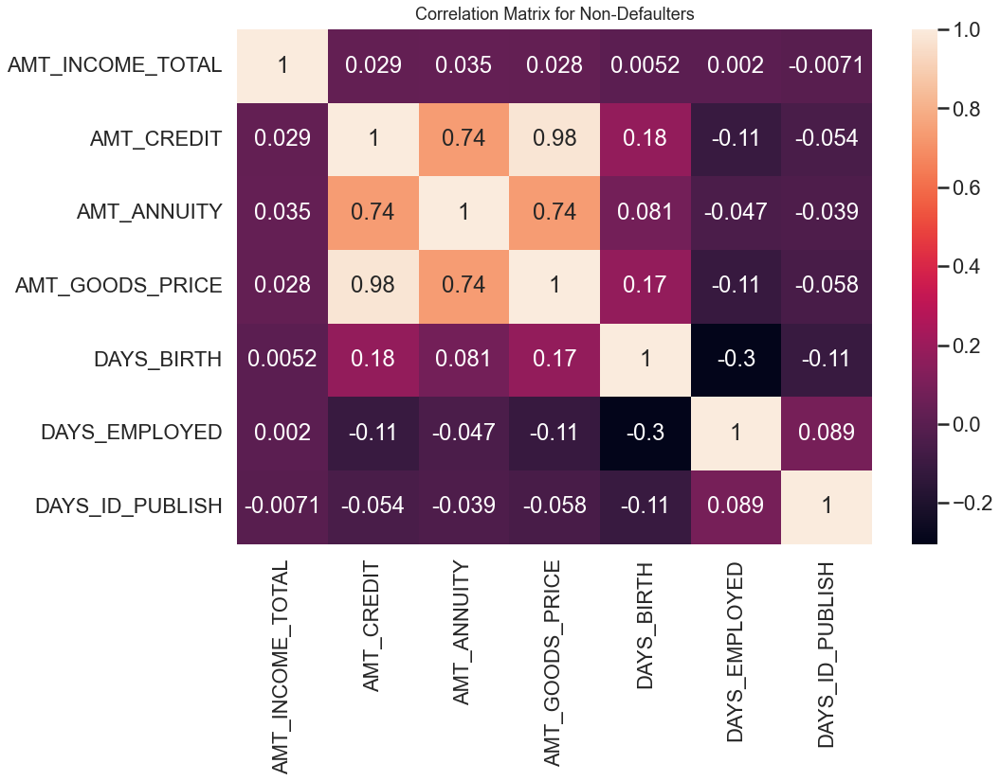 Correlation Matrix for Non-Defaulters
AMT_INCOME_TOTAL 1 0.029 0.035 0.028 0.0052 0.002 -0.0071
AMT_CREDIT 0.029 1 0.74 0.98 0.18 -0.11 -0.054
AMT_ANNUITY 0.035 0.74 1 0.74 0.081 -0.047 -0.039
AMT_GOODS_PRICE 0.028 0.98 0.74 1 0.17 -0.11 -0.058
DAYS_BIRTH 0.0052 0.18 0.081 0.17 1 -0.3 -0.11
DAYS_EMPLOYED 0.002 -0.11 -0.047 -0.11 -0.3 1 0.089
DAYS_ID_PUBLISH -0.0071 -0.054 -0.039 -0.058 -0.11 0.089 1
AMT_INCOME_TOTAL
AMT_CREDIT
AMT_ANNUITY
AMT_GOODS_PRICE
DAYS_BIRTH
DAYS_EMPLOYED
DAYS_ID_PUBLISH
1.0
0.8
0.6
0.4
0.2
0.0
−0.2